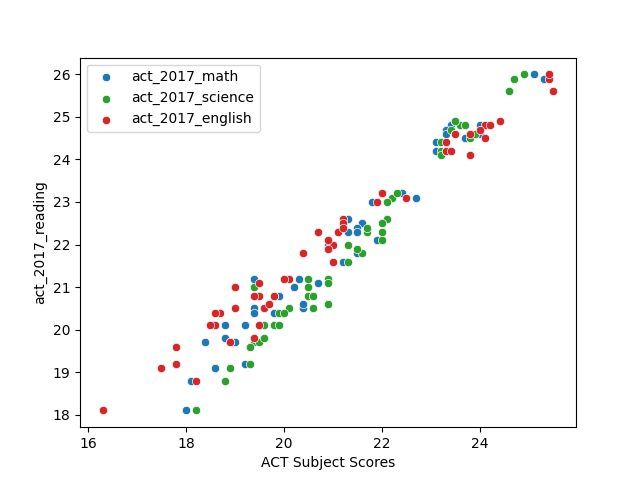 act_2017_math
act_2017_science
act_2017_english
26
25
24
23
22
21
20
19
18
act_2017_reading
16 18 20 22 24
ACT Subject Scores